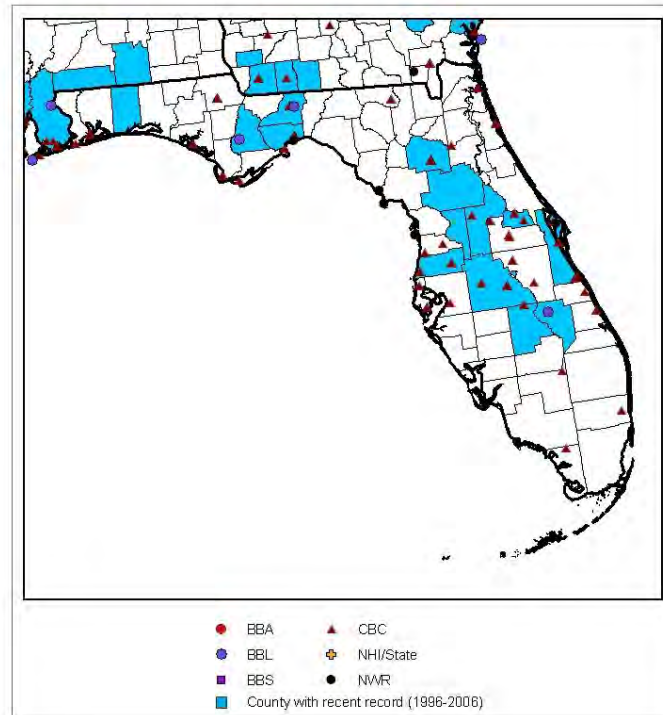 BBA CBC
BBL NHI/State
BBS NWR
County with recent record (1996-2006)